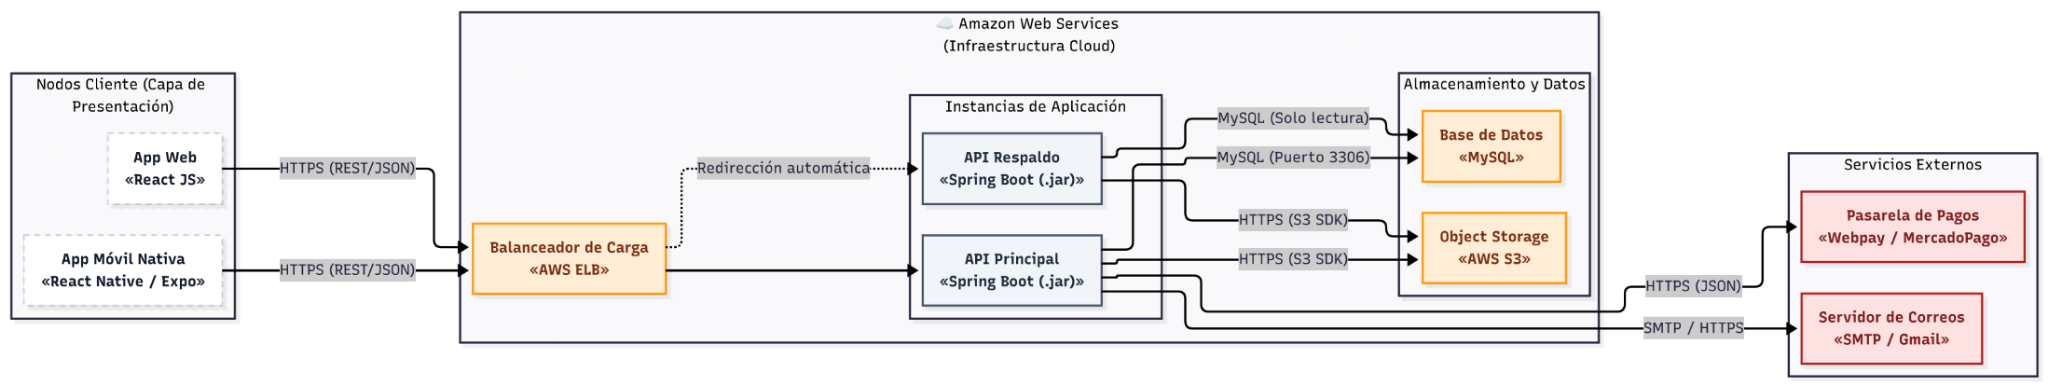 Nodos Cliente (Capa de
Presentación)
App Web
«React JS»
App Móvil Nativa
«React Native / Expo»
HTTPS (REST/JSON)
HTTPS (REST/JSON)
☁️ Amazon Web Services
(Infraestructura Cloud)
Balanceador de Carga
«AWS ELB»
Redirección automática
Instancias de Aplicación
API Respaldo
«Spring Boot (.jar)»
API Principal
«Spring Boot (.jar)»
MySQL (Solo lectura)
MySQL (Puerto 3306)
HTTPS (S3 SDK)
HTTPS (S3 SDK)
Almacenamiento y Datos
Base de Datos
«MySQL»
Object Storage
«AWS S3»
HTTPS (JSON)
SMTP / HTTPS
Servicios Externos
Pasarela de Pagos
«Webpay / MercadoPago»
Servidor de Correos
«SMTP / Gmail»